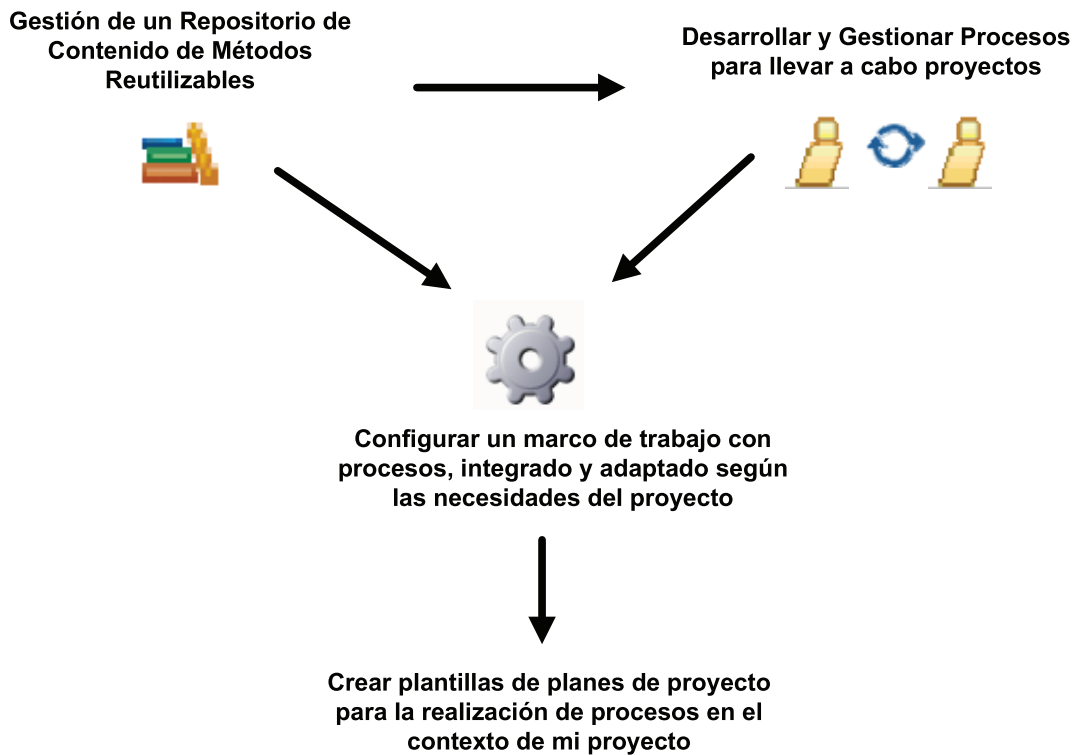 Gestión de un Repositorio de
Contenido de Métodos
Reutilizables
Desarrollar y Gestionar Procesos
para llevar a cabo proyectos
Configurar un marco de trabajo con
procesos, integrado y adaptado según
las necesidades del proyecto
Crear plantillas de planes de proyecto
para la realización de procesos en el
contexto de mi proyecto